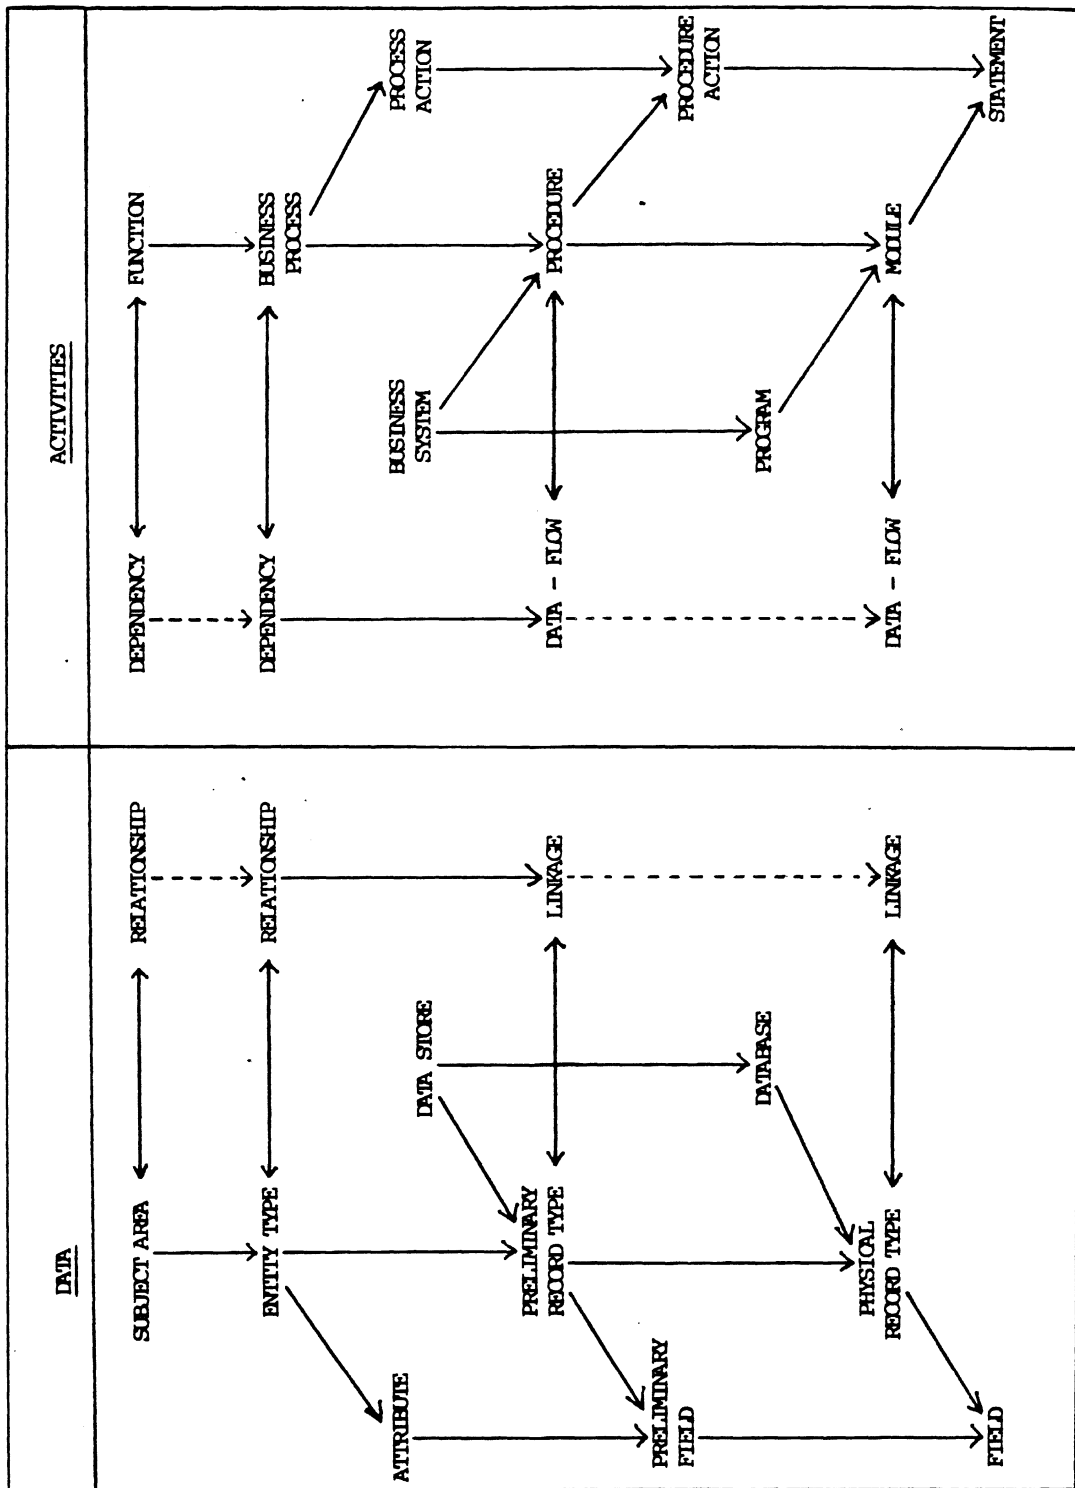 DATA
ACTIVITIES
SUBJECT AREA
RELATIONSHIP
DEPENDENCY
FUNCTION
ENTITY TYPE
RELATIONSHIP
DEPENDENCY
BUSINESS
PROCESS
ATTRIBUTE
DATA STORE
BUSINESS
SYSTEM
PROCESS
ACTION
PRELIMINARY
RECORD TYPE
LINKAGE
DATA - FLOW
PROCEDURE
PRELIMINARY
FIELD
PROCEDURE
ACTION
DATABASE
PROGRAM
PHYSICAL
RECORD TYPE
LINKAGE
DATA - FLOW
MODULE
FIELD
STATEMENT